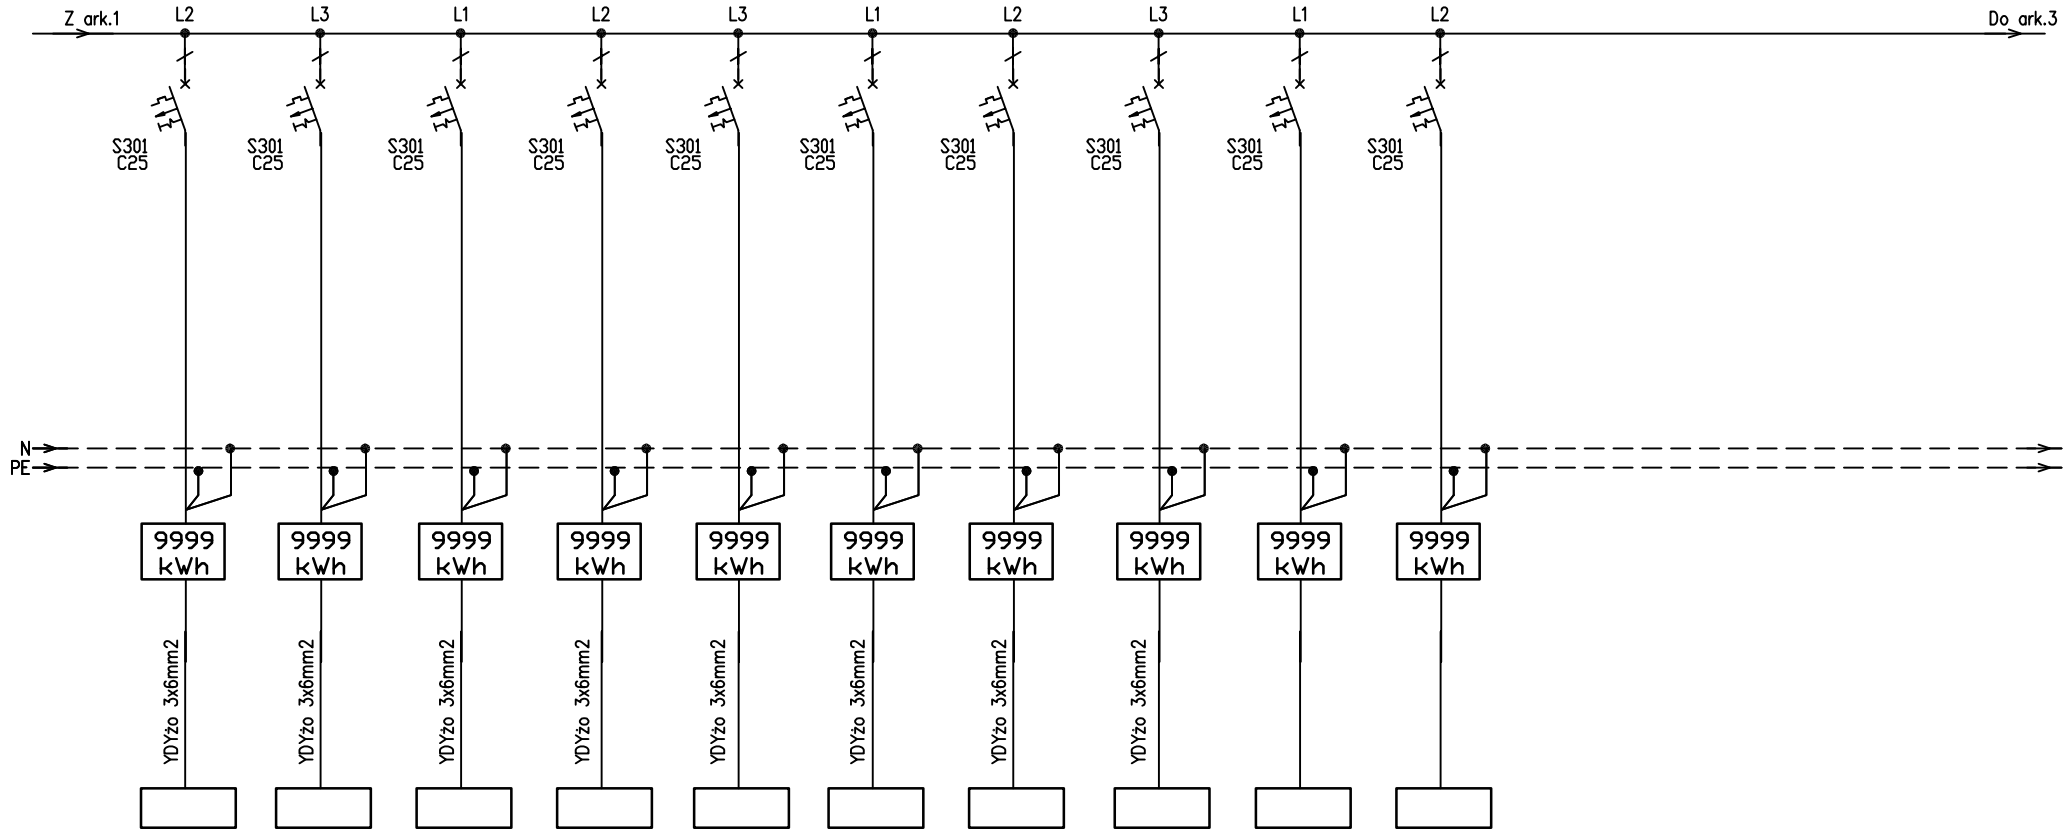 Z ark.1 L2 L3 L1 L2 L3 L1 L2 L3 L1 L2 Do ark.3
S301 S301 S301 S301 S301 S301 S301 S301 S301 S301
C25 C25 C25 C25 C25 C25 C25 C25 C25 C25
N
PE
9999 9999 9999 9999 9999 9999 9999 9999 9999 9999
kWh kWh kWh kWh kWh kWh kWh kWh kWh kWh
YDYżo 3x6mm2
YDYżo 3x6mm2
YDYżo 3x6mm2
YDYżo 3x6mm2
YDYżo 3x6mm2
YDYżo 3x6mm2
YDYżo 3x6mm2
YDYżo 3x6mm2